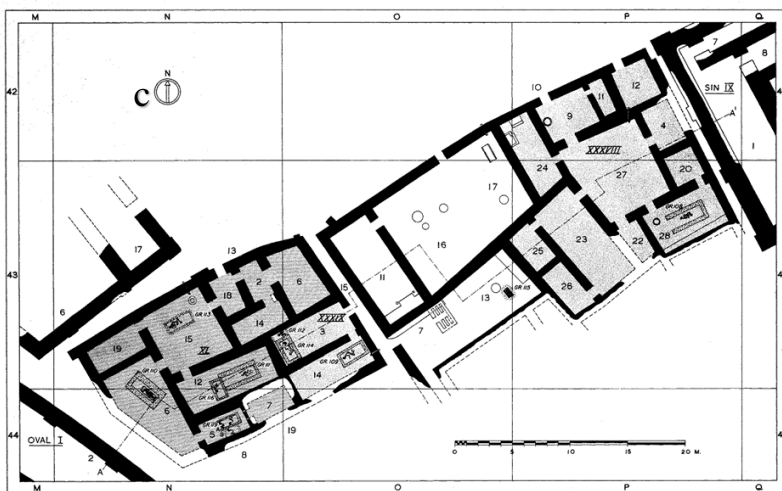 M N O P Q
42
43
44
C
N
7
8
SIN IX
A'
1
10
12
11
9
4
XXXVIII
20
27
24
17
GR.108
28
22
23
25
26
16
11
13
GR.115
7
15
17
6
13
2
6
18
GR.113
14
XXXIX
15
XL
19
GR.112
GR.114
3
GR.109
14
12
GR.111
GR.116
GR.110
6
7
5
8
19
OVAL I
2
A
0 5 10 15 20 M.
M N O P Q